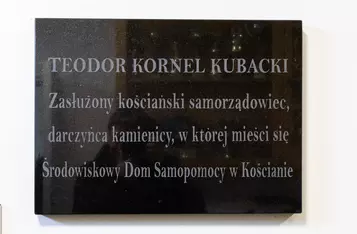 TEODOR KORNEL KUBACKI
Zasłużony kościański samorządowiec,
darczyńca kamienicy, w której mieści się
Środowiskowy Dom Samopomocy w Kościanie